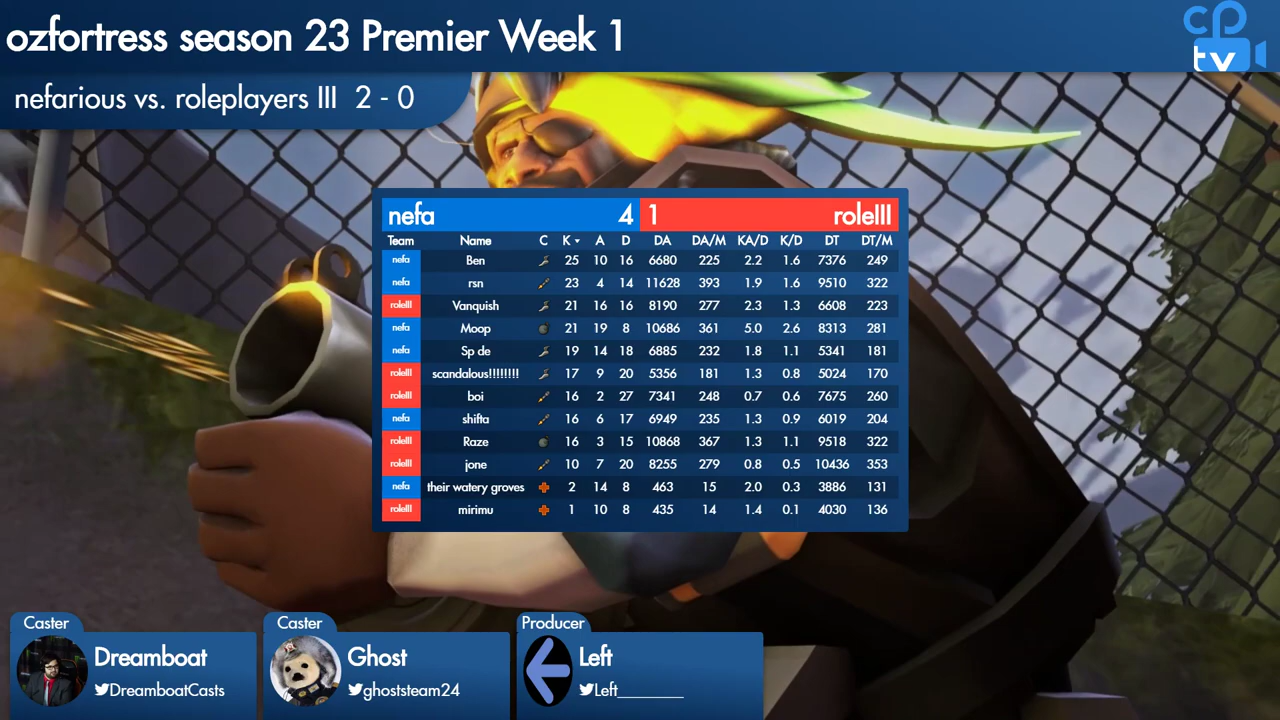 ozfortress season 23 Premier Week 1
cp
tv
nefarious vs. roleplayers III 2 - 0
nefa 4 1 roleIII
Team Name C K A D DA DA/M KA/D K/D DT DT/M
nefa Ben 25 10 16 6680 225 2.2 1.6 7376 249
nefa rsn 23 4 14 11628 393 1.9 1.6 9510 322
roleIII Vanquish 21 16 16 8190 277 2.3 1.3 6608 223
nefa Moop 21 19 8 10686 361 5.0 2.6 8313 281
nefa Sp de 19 14 18 6885 232 1.8 1.1 5341 181
roleIII scandalous!!!!!!!! 17 9 20 5356 181 1.3 0.8 5024 170
roleIII boi 16 2 27 7341 248 0.7 0.6 7675 260
nefa shifta 16 6 17 6949 235 1.3 0.9 6019 204
roleIII Raze 16 3 15 10868 367 1.3 1.1 9518 322
roleIII jone 10 7 20 8255 279 0.8 0.5 10436 353
nefa their watery groves 2 14 8 463 15 2.0 0.3 3886 131
roleIII mirimu 1 10 8 435 14 1.4 0.1 4030 136
Caster
Dreamboat
DreamboatCasts
Caster
Ghost
ghoststeam24
Producer
Left
Left________